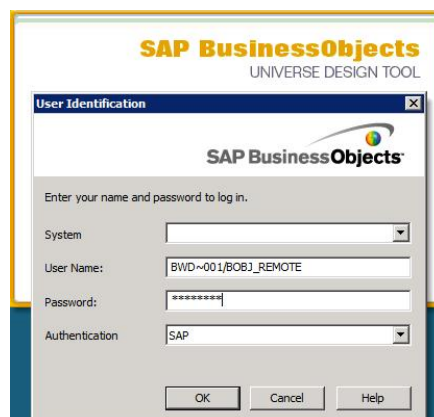 SAP BusinessObjects
UNIVERSE DESIGN TOOL
User Identification
SAP BusinessObjects
Enter your name and password to log in.
System
User Name: BWD~001/BOBJ_REMOTE
Password: ********
Authentication SAP
OK Cancel Help